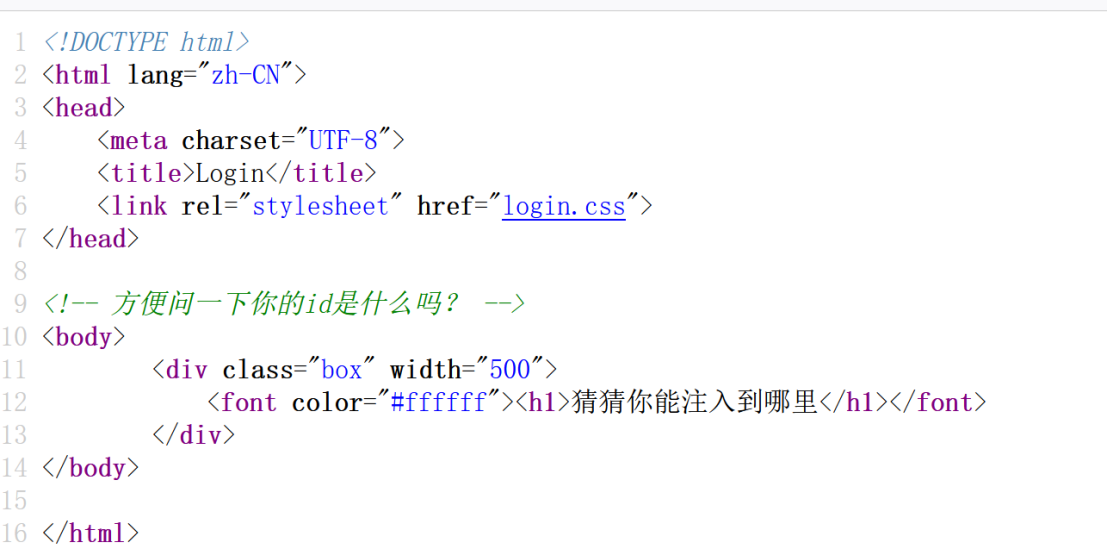 1 <!DOCTYPE html>
2 <html lang="zh-CN">
3 <head>
4     <meta charset="UTF-8">
5     <title>Login</title>
6     <link rel="stylesheet" href="login.css">
7 </head>
8
9 <!-- 方便问一下你的id是什么吗？ -->
10 <body>
11         <div class="box" width="500">
12             <font color="#ffffff"><h1>猜猜你能注入到哪里</h1></font>
13         </div>
14 </body>
15
16 </html>